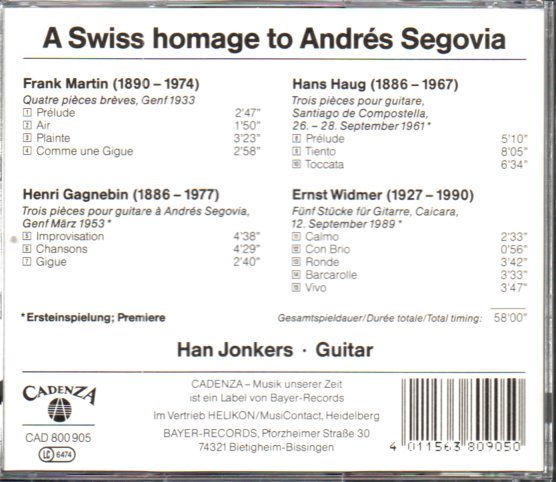 A Swiss homage to Andrés Segovia
Frank Martin (1890 – 1974)
Quatre pièces brèves, Genf 1933
1 Prélude 2'47"
2 Air 1'50"
3 Plainte 3'23"
4 Comme une Gigue 2'58"
Henri Gagnebin (1886 – 1977)
Trois pièces pour guitare à Andrés Segovia,
Genf März 1953 *
5 Improvisation 4'38"
6 Chansons 4'29"
7 Gigue 2'40"
Hans Haug (1886 – 1967)
Trois pièces pour guitare,
Santiago de Compostella,
26. – 28. September 1961 *
8 Prélude 5'10"
9 Tiento 8'05"
10 Toccata 6'34"
Ernst Widmer (1927 – 1990)
Fünf Stücke für Gitarre, Caicara,
12. September 1989 *
11 Calmo 2'33"
12 Con Brio 0'56"
13 Ronde 3'42"
14 Barcarolle 3'33"
15 Vivo 3'47"
*Ersteinspielung; Premiere
Gesamtspieldauer/Durée totale/Total timing: 58'00"
Han Jonkers · Guitar
CADENZA
CAD 800 905
LC 6474
CADENZA – Musik unserer Zeit
ist ein Label von Bayer-Records
Im Vertrieb HELIKON/MusiContact, Heidelberg
BAYER-RECORDS, Pforzheimer Straße 30
74321 Bietigheim-Bissingen
4 011563 809050